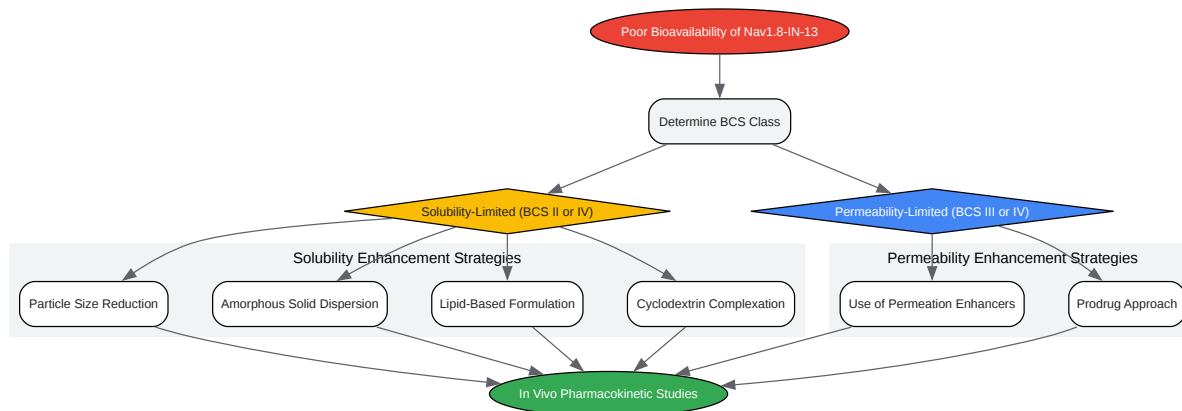 Poor Bioavailability of Nav1.8-IN-13
Determine BCS Class
Solubility-Limited (BCS II or IV)
Permeability-Limited (BCS III or IV)
Solubility Enhancement Strategies
Permeability Enhancement Strategies
Particle Size Reduction
Amorphous Solid Dispersion
Lipid-Based Formulation
Cyclodextrin Complexation
Use of Permeation Enhancers
Prodrug Approach
In Vivo Pharmacokinetic Studies